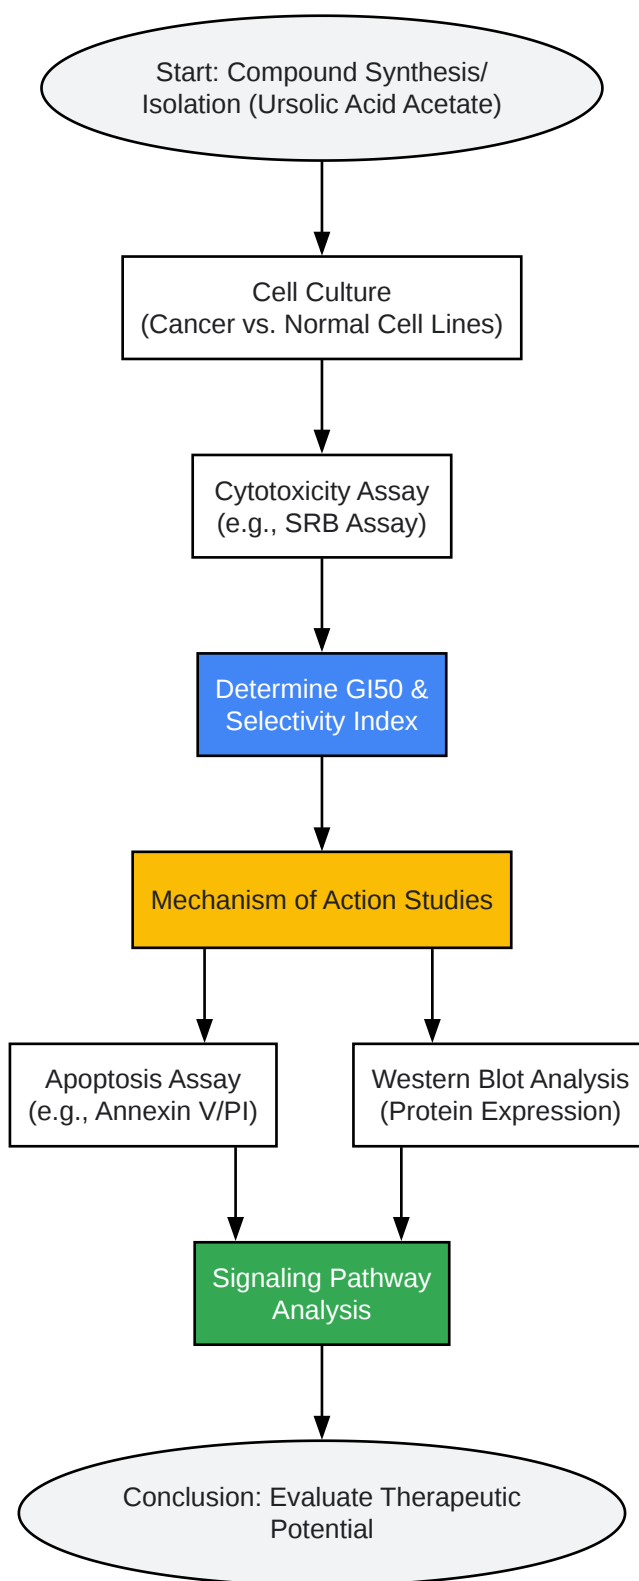 Start: Compound Synthesis/
Isolation (Ursolic Acid Acetate)
Cell Culture
(Cancer vs. Normal Cell Lines)
Cytotoxicity Assay
(e.g., SRB Assay)
Determine GI50 &
Selectivity Index
Mechanism of Action Studies
Apoptosis Assay
(e.g., Annexin V/PI)
Western Blot Analysis
(Protein Expression)
Signaling Pathway
Analysis
Conclusion: Evaluate Therapeutic
Potential